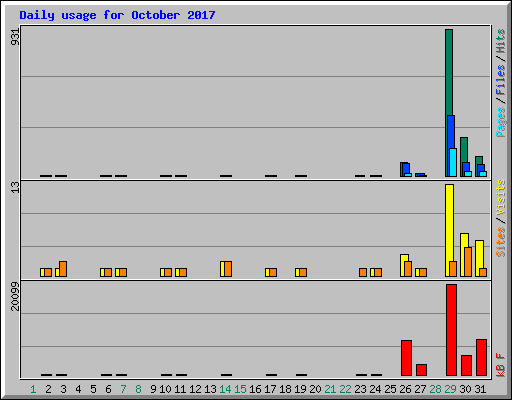 Daily usage for October 2017
931
Pages / Files / Hits
13
Sites / Visits
20099
kB F
1 2 3 4 5 6 7 8 9 10 11 12 13 14 15 16 17 18 19 20 21 22 23 24 25 26 27 28 29 30 31